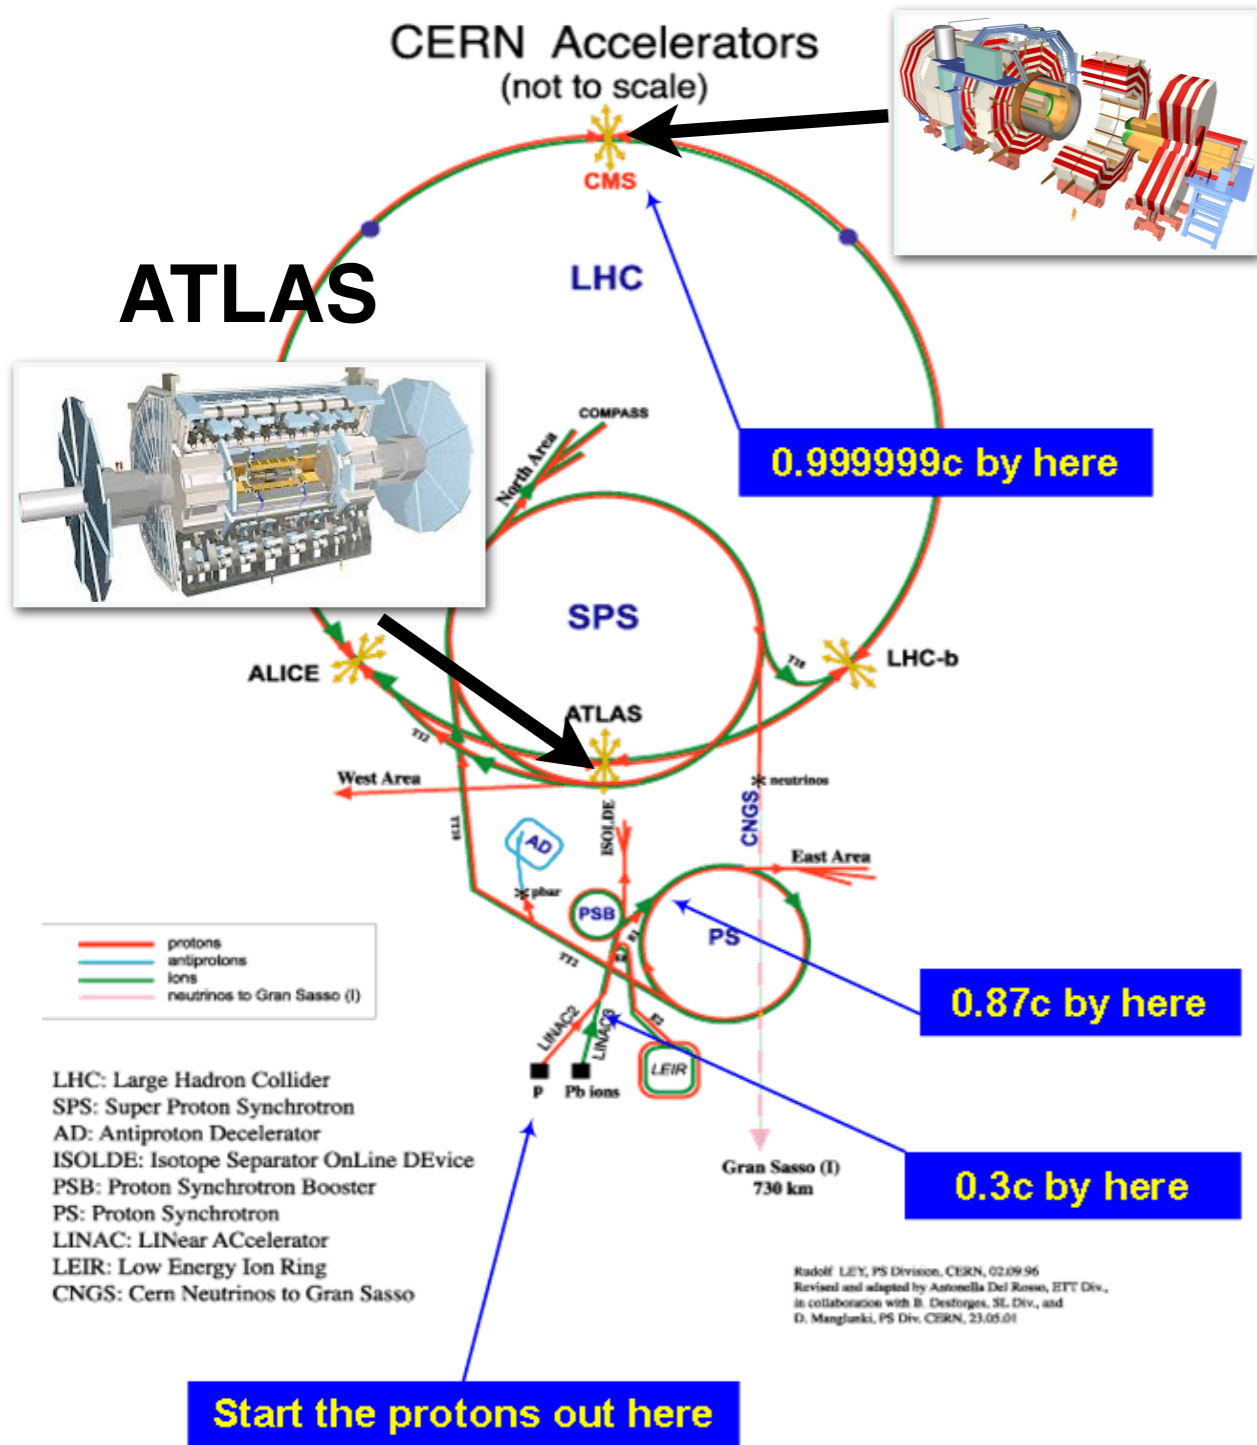 CERN Accelerators
(not to scale)
CMS
LHC
ATLAS
COMPASS
North Area
0.999999c by here
SPS
TI8
LHC-b
ALICE
ATLAS
TI2
West Area
neutrinos
CNGS
ISOLDE
TT10
AD
East Area
pbar
PSB
PS
protons
antiprotons
ions
neutrinos to Gran Sasso (I)
TT2
E2
LINAC2
LINAC3
LEIR
p
Pb ions
0.87c by here
0.3c by here
Gran Sasso (I)
730 km
LHC: Large Hadron Collider
SPS: Super Proton Synchrotron
AD: Antiproton Decelerator
ISOLDE: Isotope Separator OnLine DEvice
PSB: Proton Synchrotron Booster
PS: Proton Synchrotron
LINAC: LINear ACcelerator
LEIR: Low Energy Ion Ring
CNGS: Cern Neutrinos to Gran Sasso
Rudolf LEY, PS Division, CERN, 02.09.96
Revised and adapted by Antonella Del Rosso, ETT Div.,
in collaboration with B. Desforges, SL Div., and
D. Manglunki, PS Div. CERN, 23.05.01
Start the protons out here